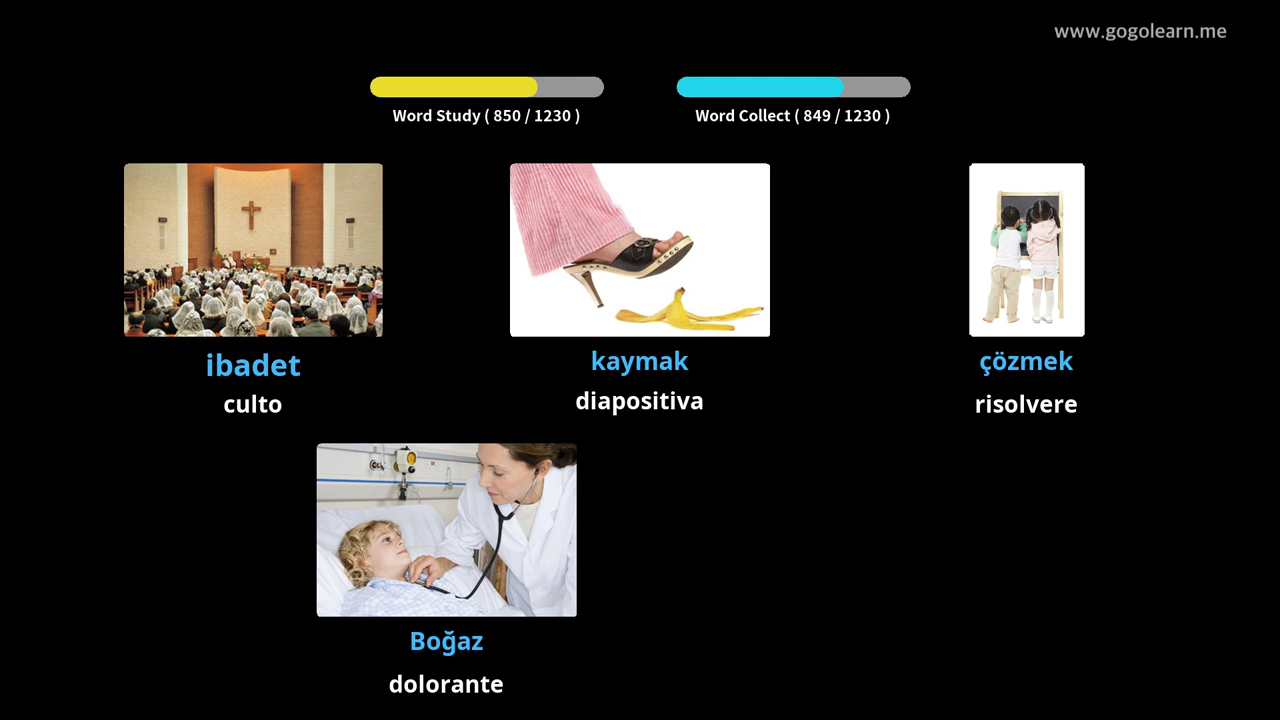 www.gogolearn.me
Word Study ( 850 / 1230 )
Word Collect ( 849 / 1230 )
ibadet
culto
kaymak
diapositiva
çözmek
risolvere
Boğaz
dolorante